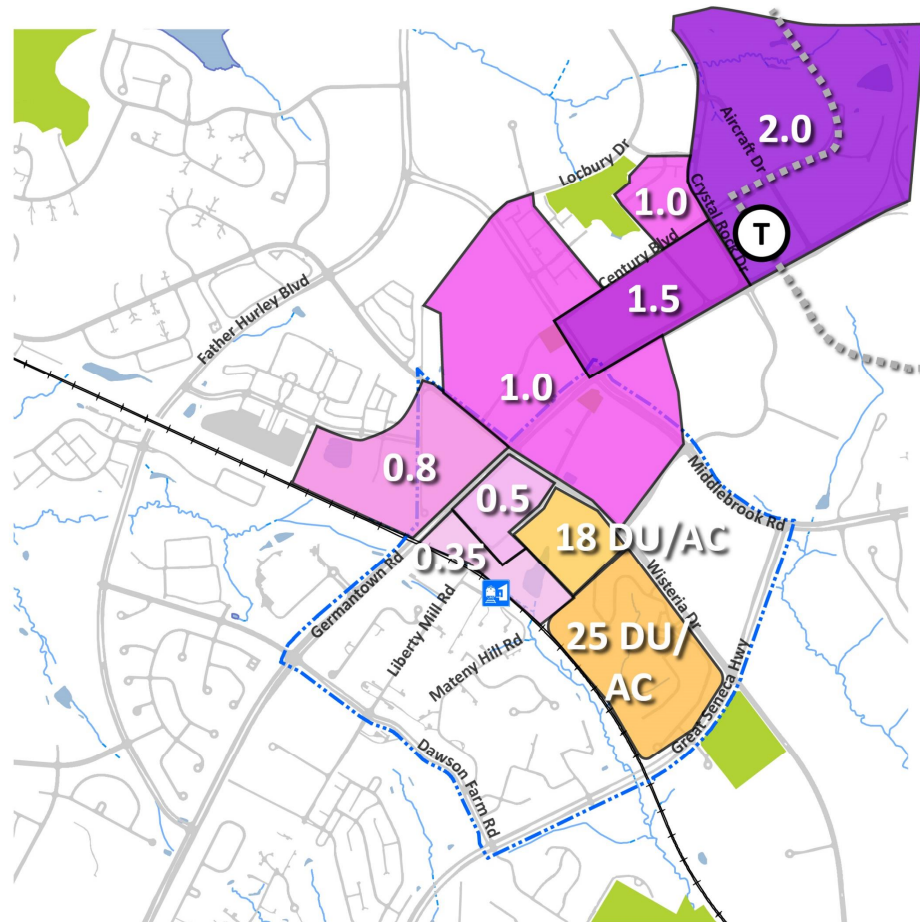 2.0
Aircraft Dr
Locbury Dr
1.0
Crystal Rock Dr
T
Century Blvd
1.5
Father Hurley Blvd
1.0
0.8
0.5
Middlebrook Rd
18 DU/AC
0.35
Germantown Rd
Liberty Mill Rd
Wisteria Dr
Mateny Hill Rd
25 DU/
AC
Great Seneca Hwy
Dawson Farm Rd